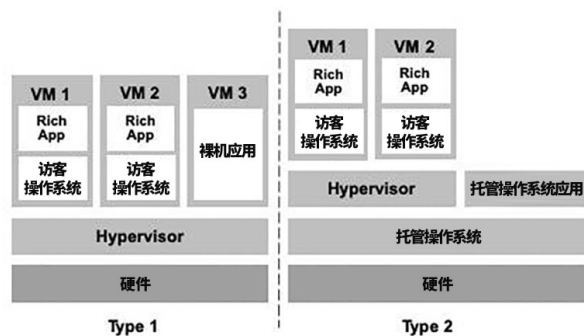 VM 1
Rich
App
访客
操作系统
VM 2
Rich
App
访客
操作系统
VM 3
裸机应用
Hypervisor
硬件
Type 1
VM 1
Rich
App
访客
操作系统
VM 2
Rich
App
访客
操作系统
Hypervisor
托管操作系统应用
托管操作系统
硬件
Type 2